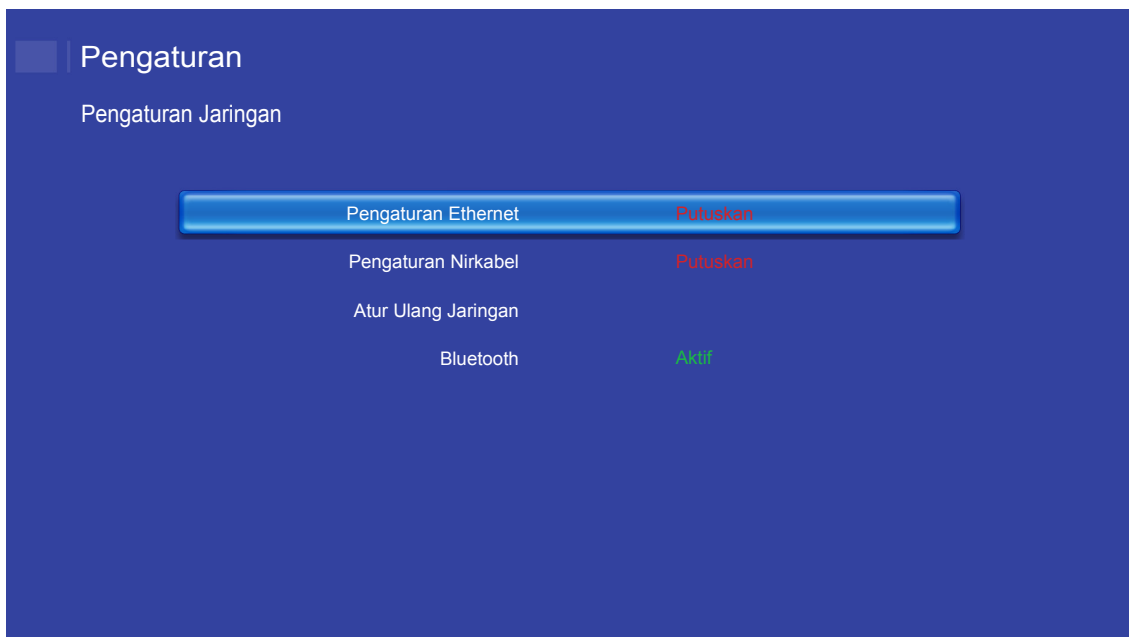 Pengaturan
Pengaturan Jaringan
Pengaturan Ethernet Putuskan
Pengaturan Nirkabel Putuskan
Atur Ulang Jaringan
Bluetooth Aktif